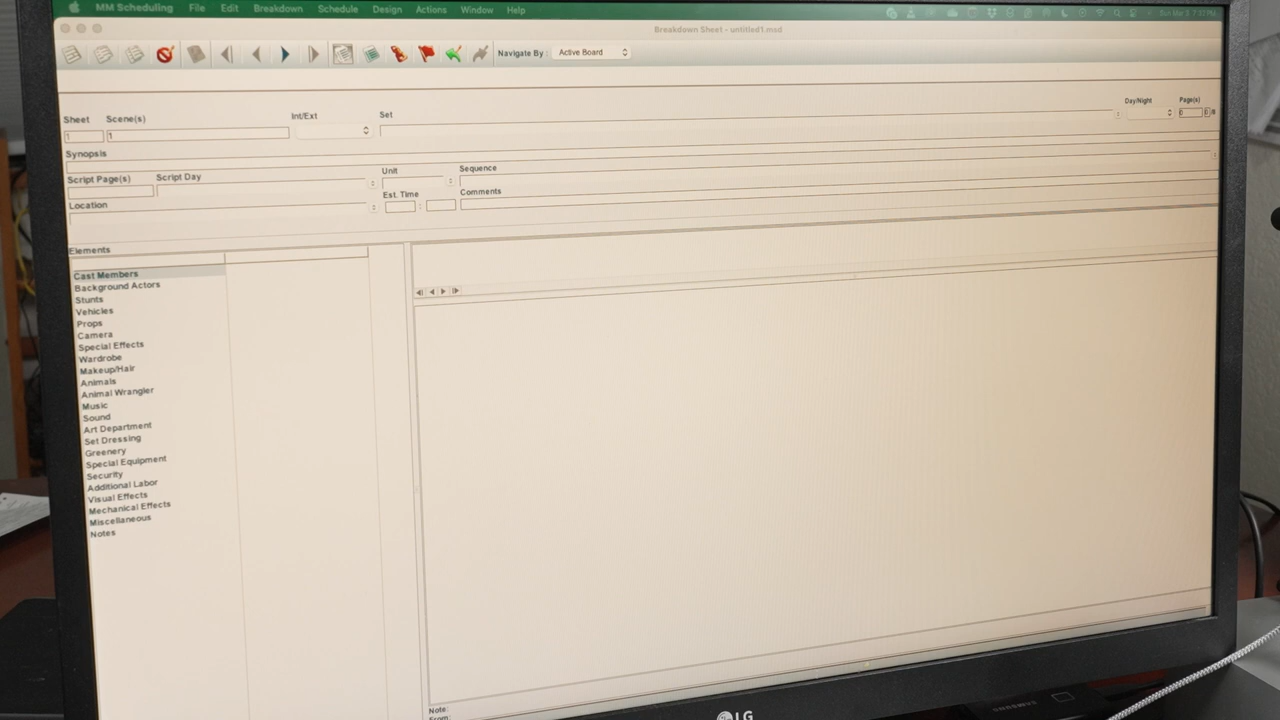 MM Scheduling File Edit Breakdown Schedule Design Actions Window Help
Breakdown Sheet - untitled1.msd
Navigate By : Active Board
Sheet Scene(s) Int/Ext Set Day/Night Page(s)
1 1
Synopsis
Script Page(s) Script Day Unit Sequence
Location Est. Time : Comments
Elements
Cast Members
Background Actors
Stunts
Vehicles
Props
Camera
Special Effects
Wardrobe
Makeup/Hair
Animals
Animal Wrangler
Music
Sound
Art Department
Set Dressing
Greenery
Special Equipment
Security
Additional Labor
Visual Effects
Mechanical Effects
Miscellaneous
Notes
Note:
From:
LG
SAMSUNG